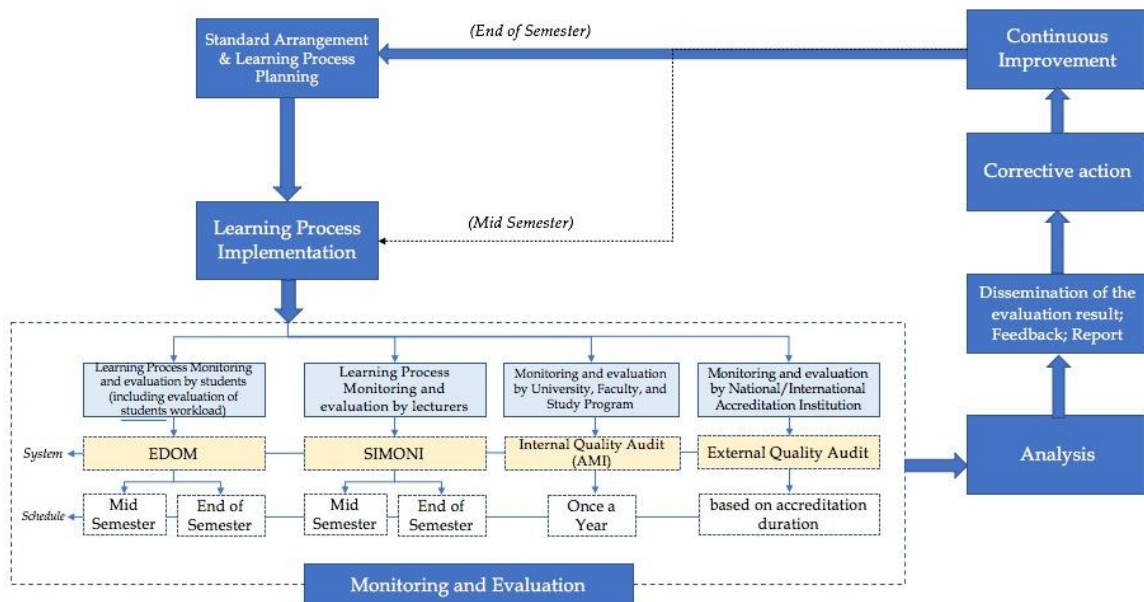 Standard Arrangement
& Learning Process
Planning
(End of Semester)
Continuous
Improvement
Corrective action
(Mid Semester)
Learning Process
Implementation
Dissemination of the
evaluation result;
Feedback; Report
Learning Process Monitoring
and evaluation by students
(including evaluation of
students workload)
Learning Process
Monitoring and
evaluation by lecturers
Monitoring and evaluation
by University, Faculty, and
Study Program
Monitoring and evaluation
by National/International
Accreditation Institution
System
EDOM
SIMONI
Internal Quality Audit
(AMI)
External Quality Audit
Analysis
Schedule
Mid
Semester
End of
Semester
Mid
Semester
End of
Semester
Once a
Year
based on accreditation
duration
Monitoring and Evaluation